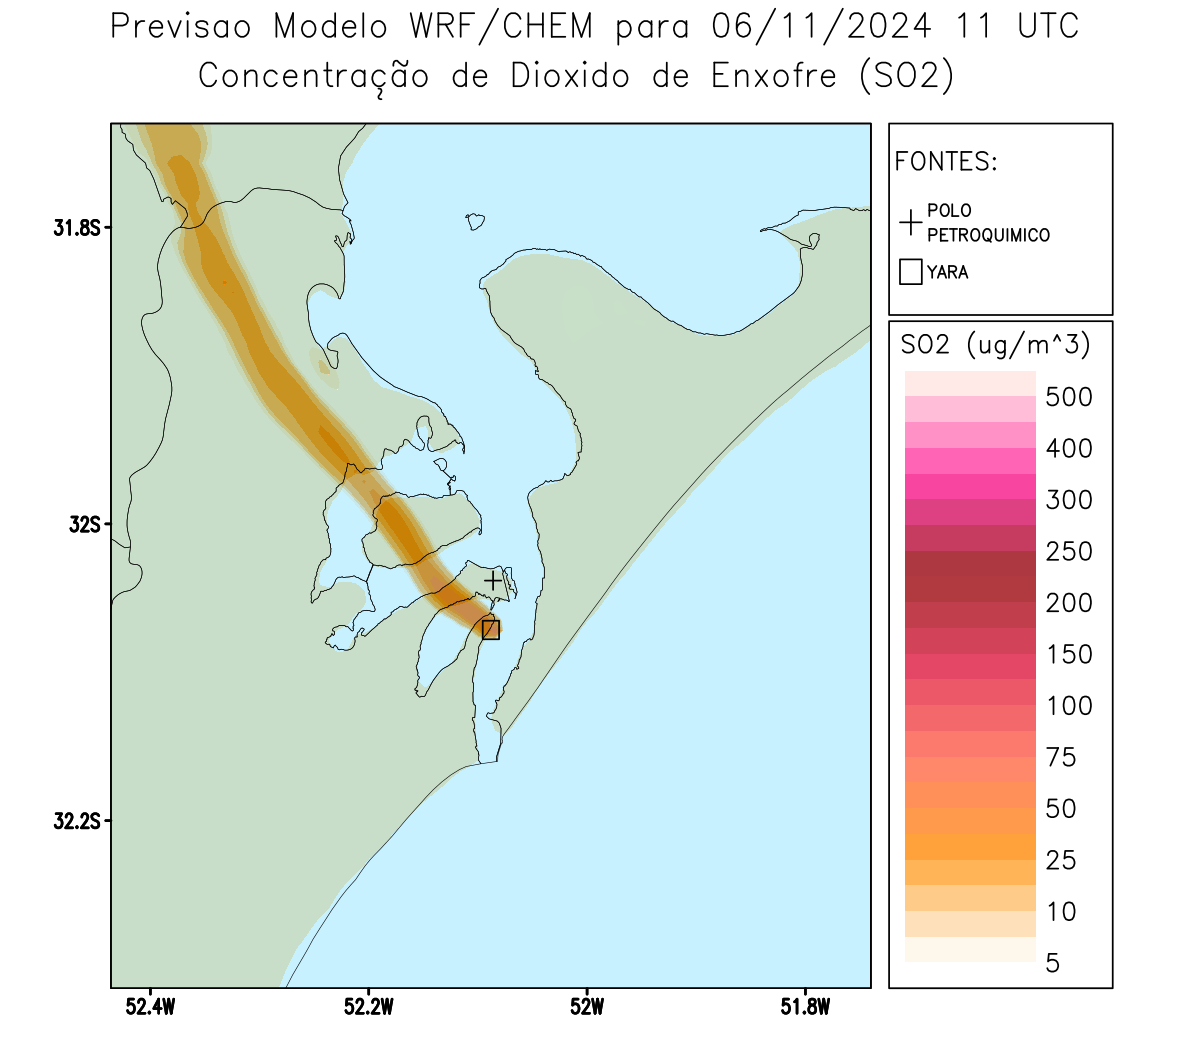 Previsao Modelo WRF/CHEM para 06/11/2024 11 UTC
Concentração de Dioxido de Enxofre (SO2)
FONTES:
POLO
PETROQUIMICO
YARA
31.8S
32S
32.2S
52.4W
52.2W
52W
51.8W
SO2 (ug/m^3)
500
400
300
250
200
150
100
75
50
25
10
5